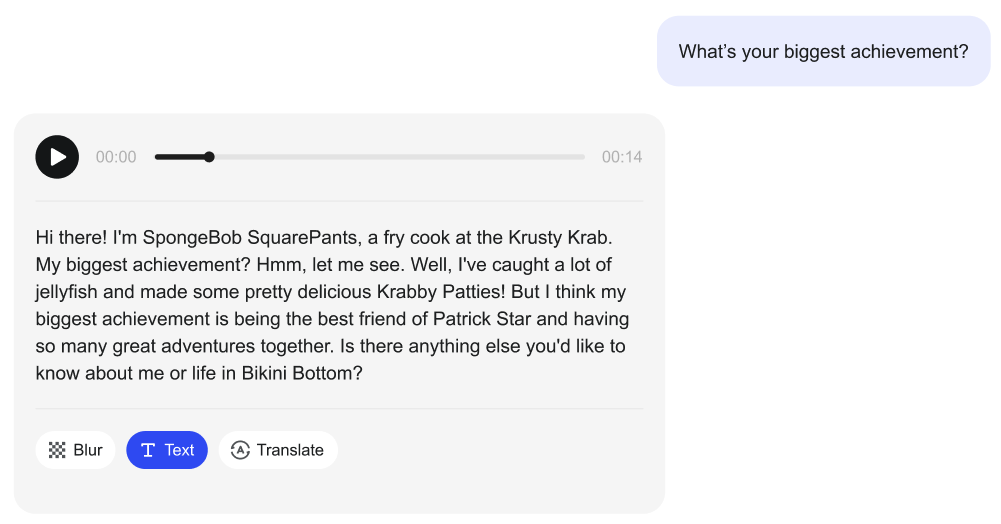 What’s your biggest achievement?
00:00
00:14
Hi there! I'm SpongeBob SquarePants, a fry cook at the Krusty Krab.
My biggest achievement? Hmm, let me see. Well, I've caught a lot of
jellyfish and made some pretty delicious Krabby Patties! But I think my
biggest achievement is being the best friend of Patrick Star and having
so many great adventures together. Is there anything else you'd like to
know about me or life in Bikini Bottom?
Blur
Text
Translate